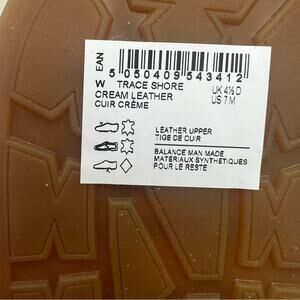 EAN
5 050409 543412
W TRACE SHORE
CREAM LEATHER
CUIR CRÈME
UK 4½ D
US 7 M
LEATHER UPPER
TIGE DE CUIR
BALANCE MAN MADE
MATERIAUX SYNTHÉTIQUES
POUR LE RESTE